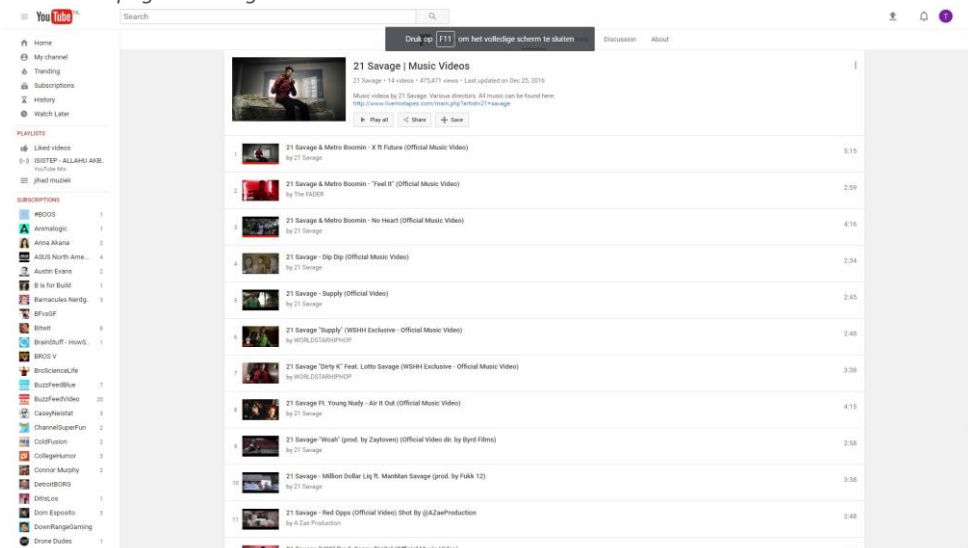 YouTube NL
Search
Druk op F11 om het volledige scherm te sluiten
Discussion
About
Home
My channel
Trending
Subscriptions
History
Watch Later
PLAYLISTS
Liked videos
ISISTEP - ALLAHU AKB..
YouTube Mix
jihad muziek
SUBSCRIPTIONS
#BOOS 1
Animalogic 1
Anna Akana 2
ASUS North Ame... 4
Austin Evans 2
B is for Build 1
Barnacules Nerdg.. 3
BFvsGF
Bitwit 8
BrainStuff - HowS.. 1
BROS V
BroScienceLife
BuzzFeedBlue 7
BuzzFeedVideo 20
CaseyNeistat 3
ChannelSuperFun 2
ColdFusion 2
CollegeHumor 3
Connor Murphy 2
DetroitBORG
DitIsLos 1
Dom Esposito 3
DownRangeGaming
Drone Dudes 1
21 Savage | Music Videos
21 Savage • 14 videos • 475,471 views • Last updated on Dec 25, 2016
Music videos by 21 Savage. Various directors. All music can be found here:
http://www.livemixtapes.com/main.php?artist=21+savage
Play all
Share
Save
1 21 Savage & Metro Boomin - X ft Future (Official Music Video) 5:15
by 21 Savage
2 21 Savage & Metro Boomin - "Feel It" (Official Music Video) 2:59
by The FADER
3 21 Savage & Metro Boomin - No Heart (Official Music Video) 4:16
by 21 Savage
4 21 Savage - Dip Dip (Official Music Video) 2:34
by 21 Savage
5 21 Savage - Supply (Official Video) 2:45
by 21 Savage
6 21 Savage "Supply" (WSHH Exclusive - Official Music Video) 2:48
by WORLDSTARHIPHOP
7 21 Savage "Dirty K" Feat. Lotto Savage (WSHH Exclusive - Official Music Video) 3:38
by WORLDSTARHIPHOP
8 21 Savage Ft. Young Nudy - Air It Out (Official Music Video) 4:15
by 21 Savage
9 21 Savage-"Woah" (prod. by Zaytoven) (Official Video dir. by Byrd Films) 2:58
by 21 Savage
10 21 Savage - Million Dollar Liq ft. ManMan Savage (prod. by Fukk 12) 3:38
by 21 Savage
11 21 Savage - Red Opps (Official Video) Shot By @AZaeProduction 2:48
by A Zae Production
T